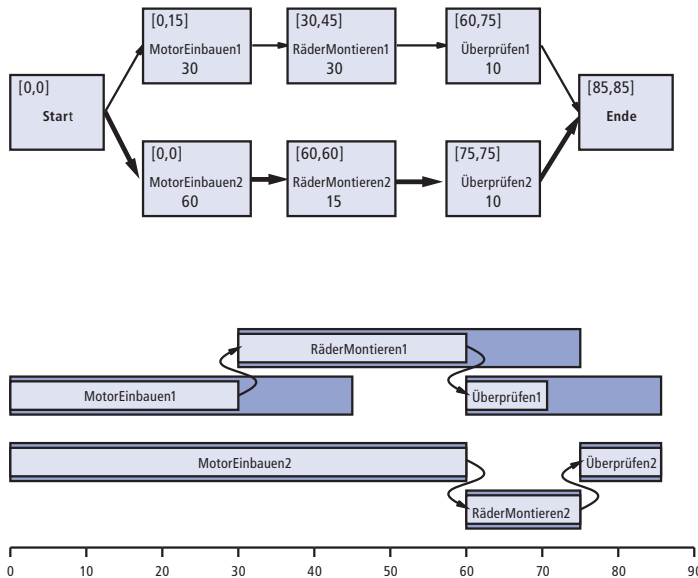 [0,15]
MotorEinbauen1
30
[30,45]
RäderMontieren1
30
[60,75]
Überprüfen1
10
[0,0]
Start
[85,85]
Ende
[0,0]
MotorEinbauen2
60
[60,60]
RäderMontieren2
15
[75,75]
Überprüfen2
10
RäderMontieren1
MotorEinbauen1
Überprüfen1
MotorEinbauen2
Überprüfen2
RäderMontieren2
0 10 20 30 40 50 60 70 80 90